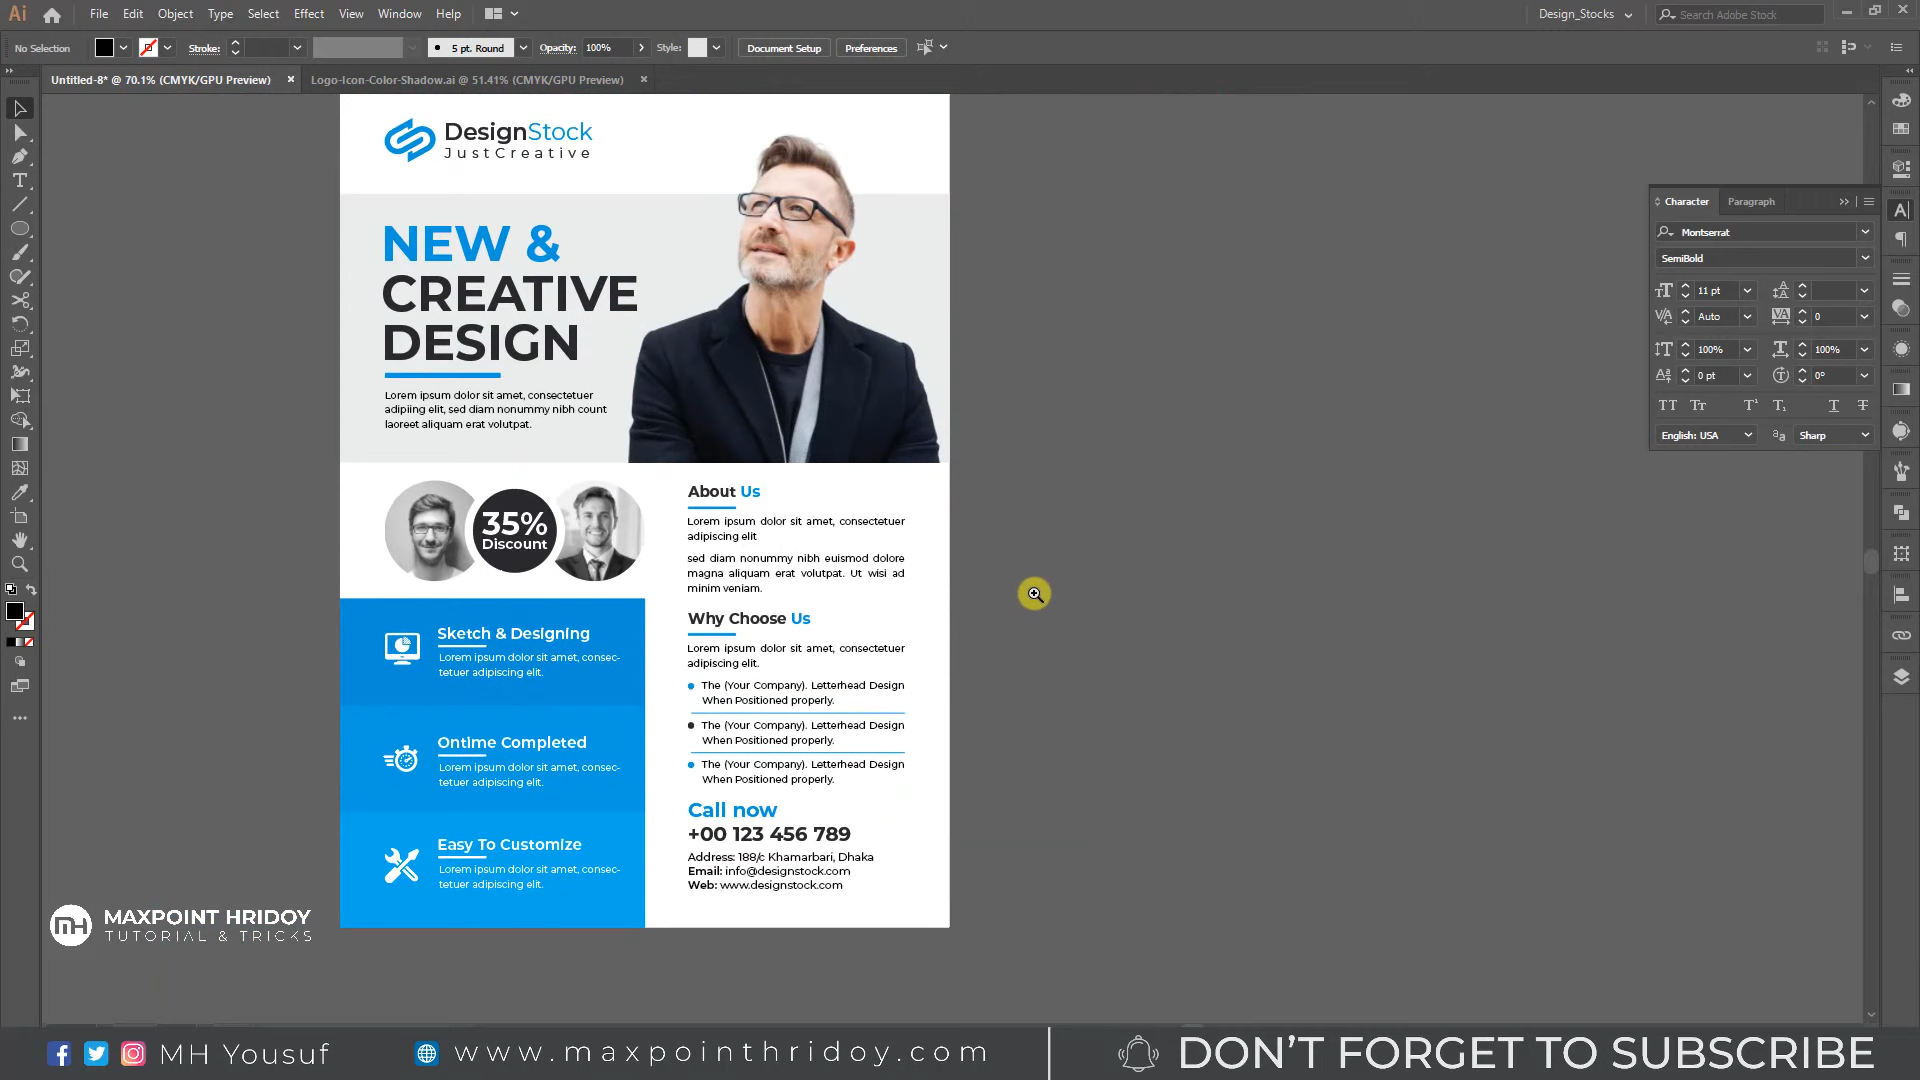 Ai File Edit Object Type Select Effect View Window Help
Design_Stocks
Search Adobe Stock
No Selection
Stroke:
5 pt. Round
Opacity: 100%
Style:
Document Setup
Preferences
Untitled-8* @ 70.1% (CMYK/GPU Preview)
Logo-Icon-Color-Shadow.ai @ 51.41% (CMYK/GPU Preview)
DesignStock
JustCreative
NEW &
CREATIVE
DESIGN
Lorem ipsum dolor sit amet, consectetuer
adipiing elit, sed diam nonummy nibh count
laoreet aliquam erat volutpat.
35%
Discount
Sketch & Designing
Lorem ipsum dolor sit amet, consec-
tetuer adipiscing elit.
Ontime Completed
Lorem ipsum dolor sit amet, consec-
tetuer adipiscing elit.
Easy To Customize
Lorem ipsum dolor sit amet, consec-
tetuer adipiscing elit.
About Us
Lorem ipsum dolor sit amet, consectetuer
adipiscing elit
sed diam nonummy nibh euismod dolore
magna aliquam erat volutpat. Ut wisi ad
minim veniam.
Why Choose Us
Lorem ipsum dolor sit amet, consectetuer
adipiscing elit.
The (Your Company). Letterhead Design
When Positioned properly.
The (Your Company). Letterhead Design
When Positioned properly.
The (Your Company). Letterhead Design
When Positioned properly.
Call now
+00 123 456 789
Address: 188/c Khamarbari, Dhaka
Email: info@designstock.com
Web: www.designstock.com
Character
Paragraph
Montserrat
SemiBold
11 pt
Auto
0
100%
100%
0 pt
0°
English: USA
Sharp
MH
MAXPOINT HRIDOY
TUTORIAL & TRICKS
MH Yousuf
www.maxpointhridoy.com
DON'T FORGET TO SUBSCRIBE